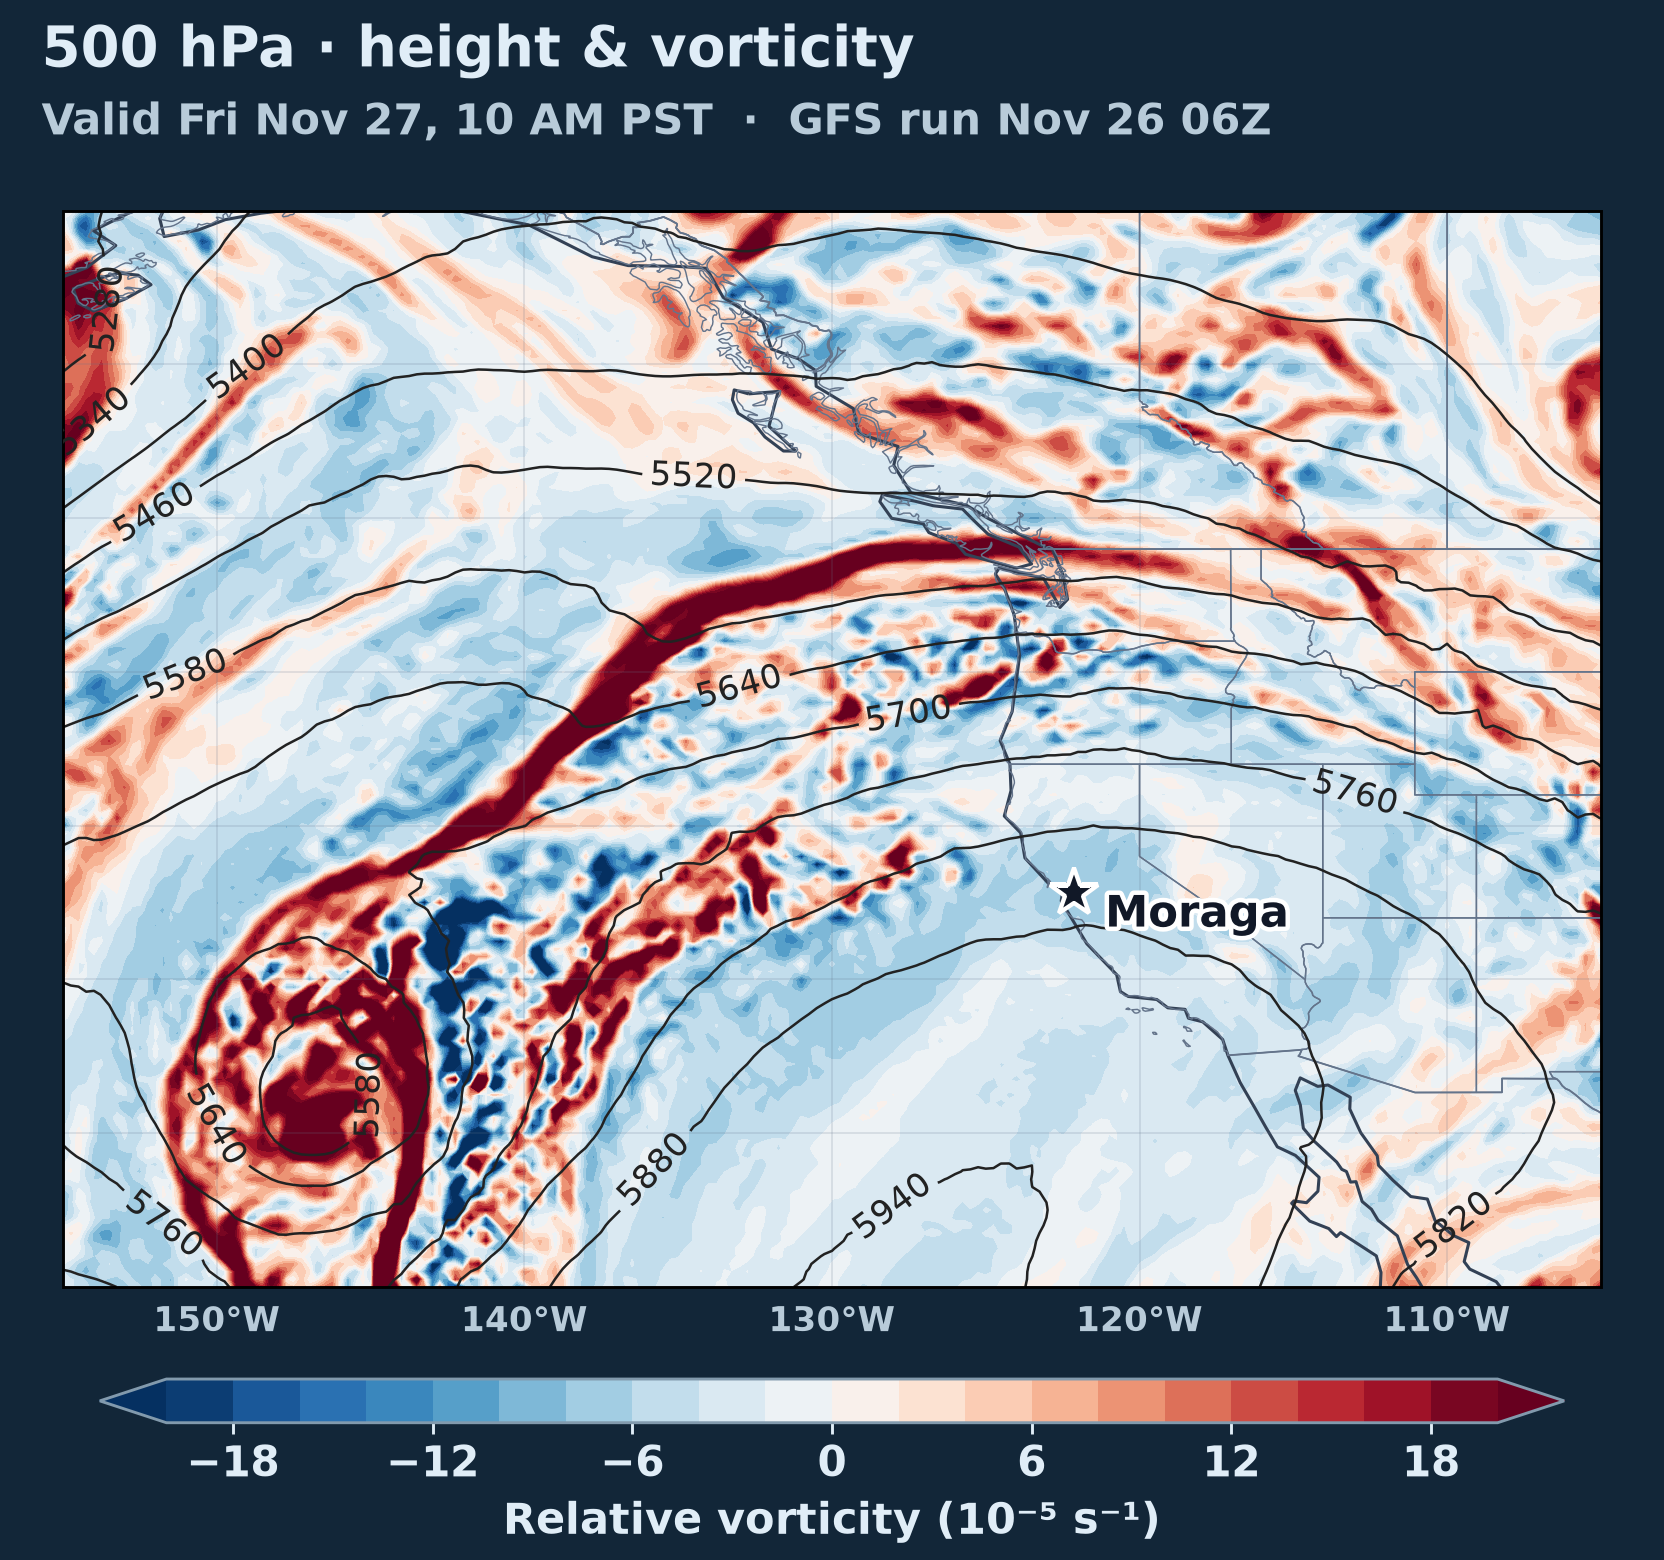 500 hPa · height & vorticity
Valid Fri Nov 27, 10 AM PST · GFS run Nov 26 06Z
5280
5400
5340
5460
5520
5580
5640
5700
5760
Moraga
5580
5640
5880
5760
5940
5820
150°W 140°W 130°W 120°W 110°W
−18 −12 −6 0 6 12 18
Relative vorticity (10⁻⁵ s⁻¹)